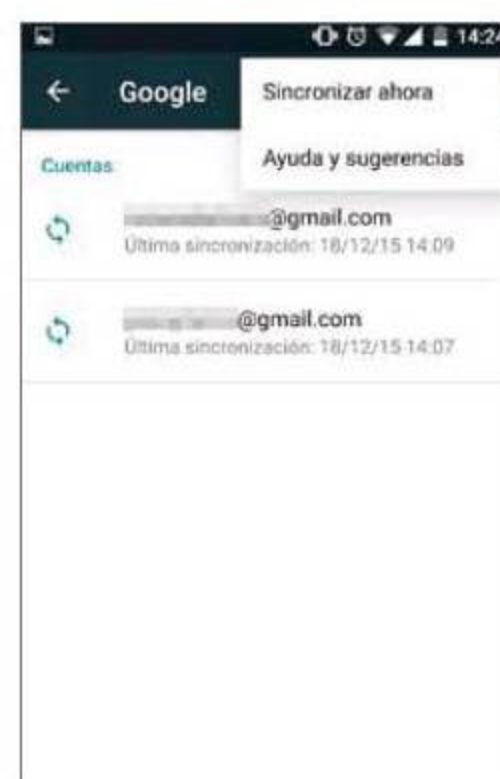 14:24
Google
Sincronizar ahora
Cuentas
Ayuda y sugerencias
@gmail.com
Última sincronización: 18/12/15 14:09
@gmail.com
Última sincronización: 18/12/15 14:07